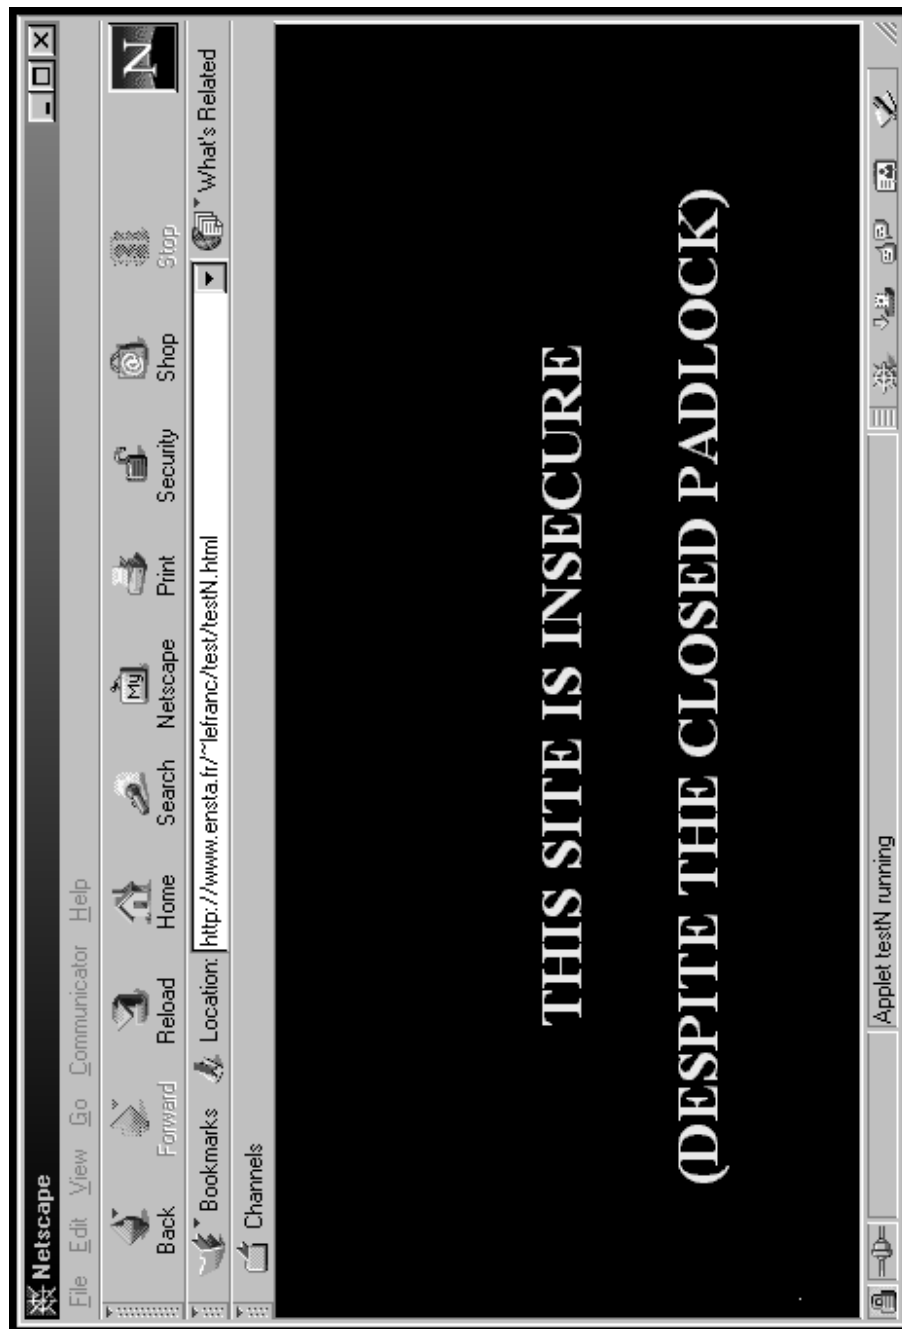 Netscape
File Edit View Go Communicator Help
N
My
Back Forward Reload Home Search Netscape Print Security Shop Stop
Bookmarks Location: http://www.ensta.fr/~lefranc/test/testN.html What's Related
Channels
THIS SITE IS INSECURE
(DESPITE THE CLOSED PADLOCK)
Applet testN running